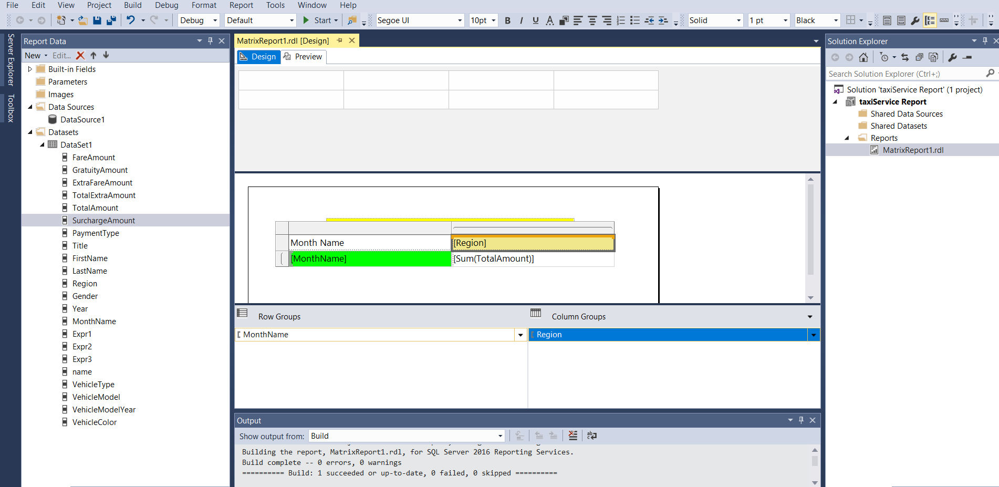 File Edit View Project Build Debug Format Report Tools Window Help
Debug Default Start Segoe UI 10pt B I U A Solid 1 pt Black
Server Explorer
Toolbox
Report Data
New Edit...
Built-in Fields
Parameters
Images
Data Sources
DataSource1
Datasets
DataSet1
FareAmount
GratuityAmount
ExtraFareAmount
TotalExtraAmount
TotalAmount
SurchargeAmount
PaymentType
Title
FirstName
LastName
Region
Gender
Year
MonthName
Expr1
Expr2
Expr3
name
VehicleType
VehicleModel
VehicleModelYear
VehicleColor
MatrixReport1.rdl [Design]
Design Preview
Month Name [Region]
[MonthName] [Sum(TotalAmount)]
Row Groups Column Groups
MonthName Region
Output
Show output from: Build
Building the report, MatrixReport1.rdl, for SQL Server 2016 Reporting Services.
Build complete -- 0 errors, 0 warnings
========== Build: 1 succeeded or up-to-date, 0 failed, 0 skipped ==========
Solution Explorer
Search Solution Explorer (Ctrl+;)
Solution 'taxiService Report' (1 project)
taxiService Report
Shared Data Sources
Shared Datasets
Reports
MatrixReport1.rdl